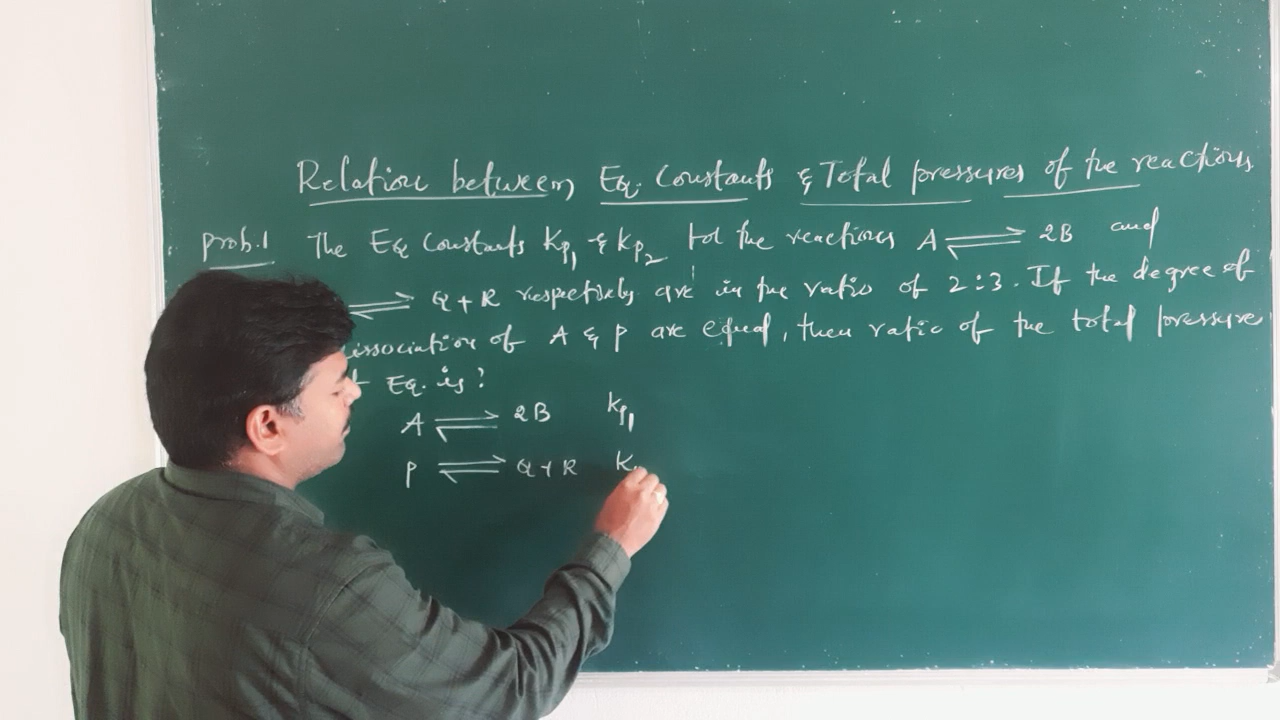 Relation between Eq. Constants & Total pressures of the reactions
prob.1 The Eq Constants Kp1 & Kp2 for the reactions A ⇌ 2B and
⇌ Q + R respectively are in the ratio of 2:3. If the degree of
issociation of A & P are equal, then ratio of the total pressure
t Eq. is?
A ⇌ 2B Kp1
P ⇌ Q + R K